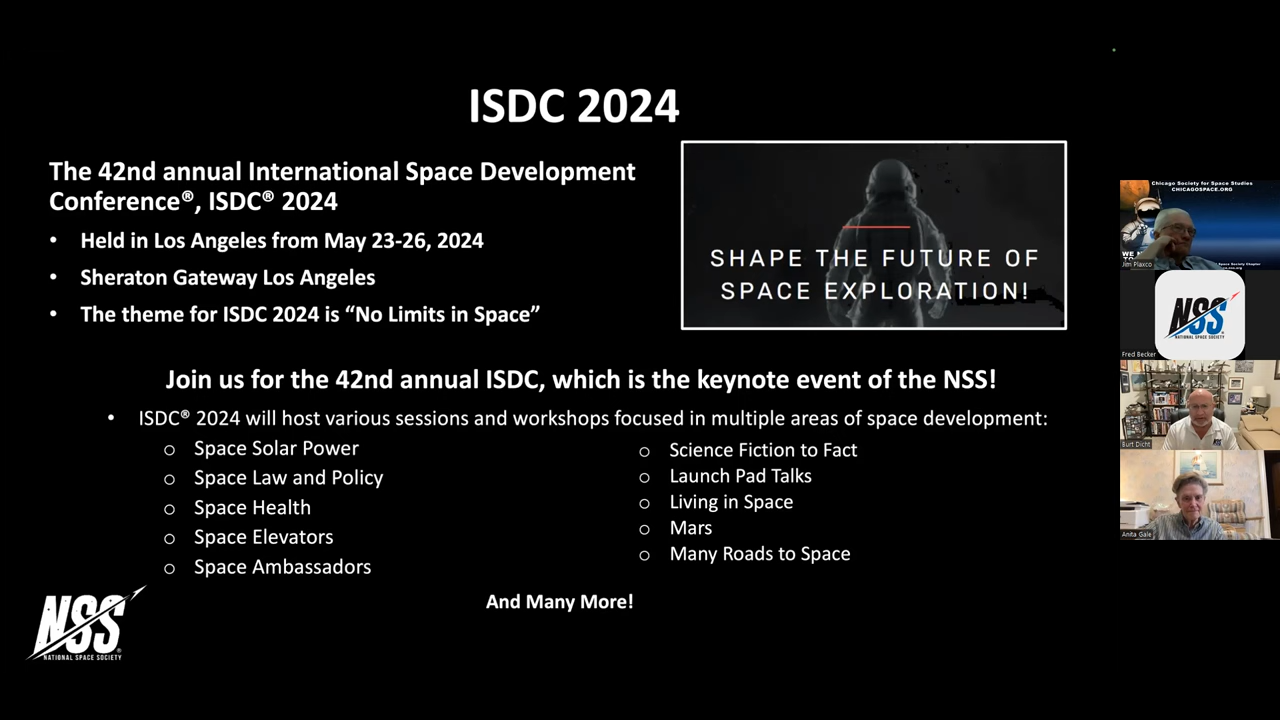 ISDC 2024
The 42nd annual International Space Development
Conference®, ISDC® 2024
• Held in Los Angeles from May 23-26, 2024
• Sheraton Gateway Los Angeles
• The theme for ISDC 2024 is “No Limits in Space”
SHAPE THE FUTURE OF
SPACE EXPLORATION!
Join us for the 42nd annual ISDC, which is the keynote event of the NSS!
• ISDC® 2024 will host various sessions and workshops focused in multiple areas of space development:
o Space Solar Power
o Space Law and Policy
o Space Health
o Space Elevators
o Space Ambassadors
o Science Fiction to Fact
o Launch Pad Talks
o Living in Space
o Mars
o Many Roads to Space
And Many More!
NSS®
NATIONAL SPACE SOCIETY
Chicago Society for Space Studies
CHICAGOSPACE.ORG
WE
Space Society Chapter
Jim Plaxco
NSS
NATIONAL SPACE SOCIETY
Fred Becker
Burt Dicht
Anita Gale